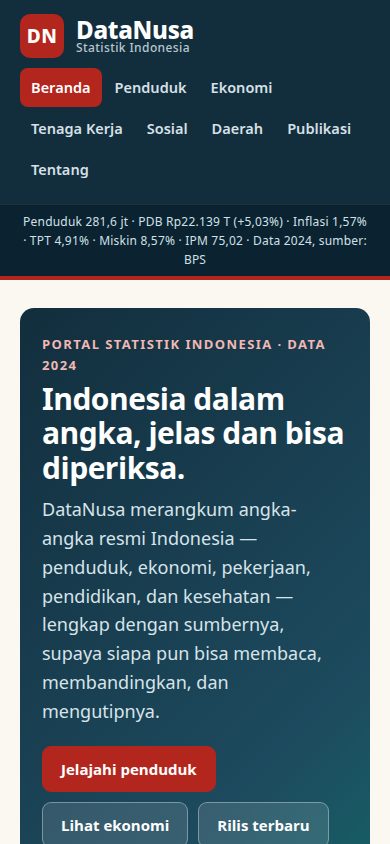 DN
DataNusa
Statistik Indonesia
Beranda Penduduk Ekonomi
Tenaga Kerja Sosial Daerah Publikasi
Tentang
Penduduk 281,6 jt · PDB Rp22.139 T (+5,03%) · Inflasi 1,57%
· TPT 4,91% · Miskin 8,57% · IPM 75,02 · Data 2024, sumber:
BPS
PORTAL STATISTIK INDONESIA · DATA
2024
Indonesia dalam
angka, jelas dan bisa
diperiksa.
DataNusa merangkum angka-
angka resmi Indonesia —
penduduk, ekonomi, pekerjaan,
pendidikan, dan kesehatan —
lengkap dengan sumbernya,
supaya siapa pun bisa membaca,
membandingkan, dan
mengutipnya.
Jelajahi penduduk
Lihat ekonomi Rilis terbaru